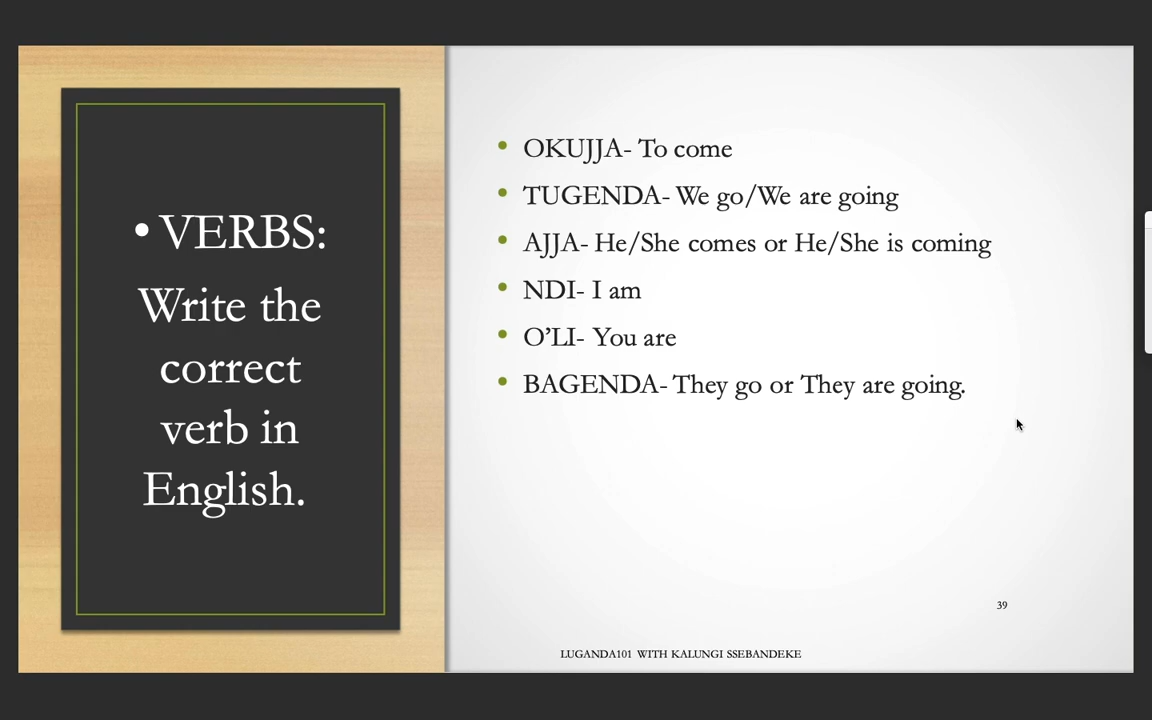 • VERBS:
Write the
correct
verb in
English.
• OKUJJA- To come
• TUGENDA- We go/We are going
• AJJA- He/She comes or He/She is coming
• NDI- I am
• O’LI- You are
• BAGENDA- They go or They are going.
39
LUGANDA101 WITH KALUNGI SSEBANDEKE